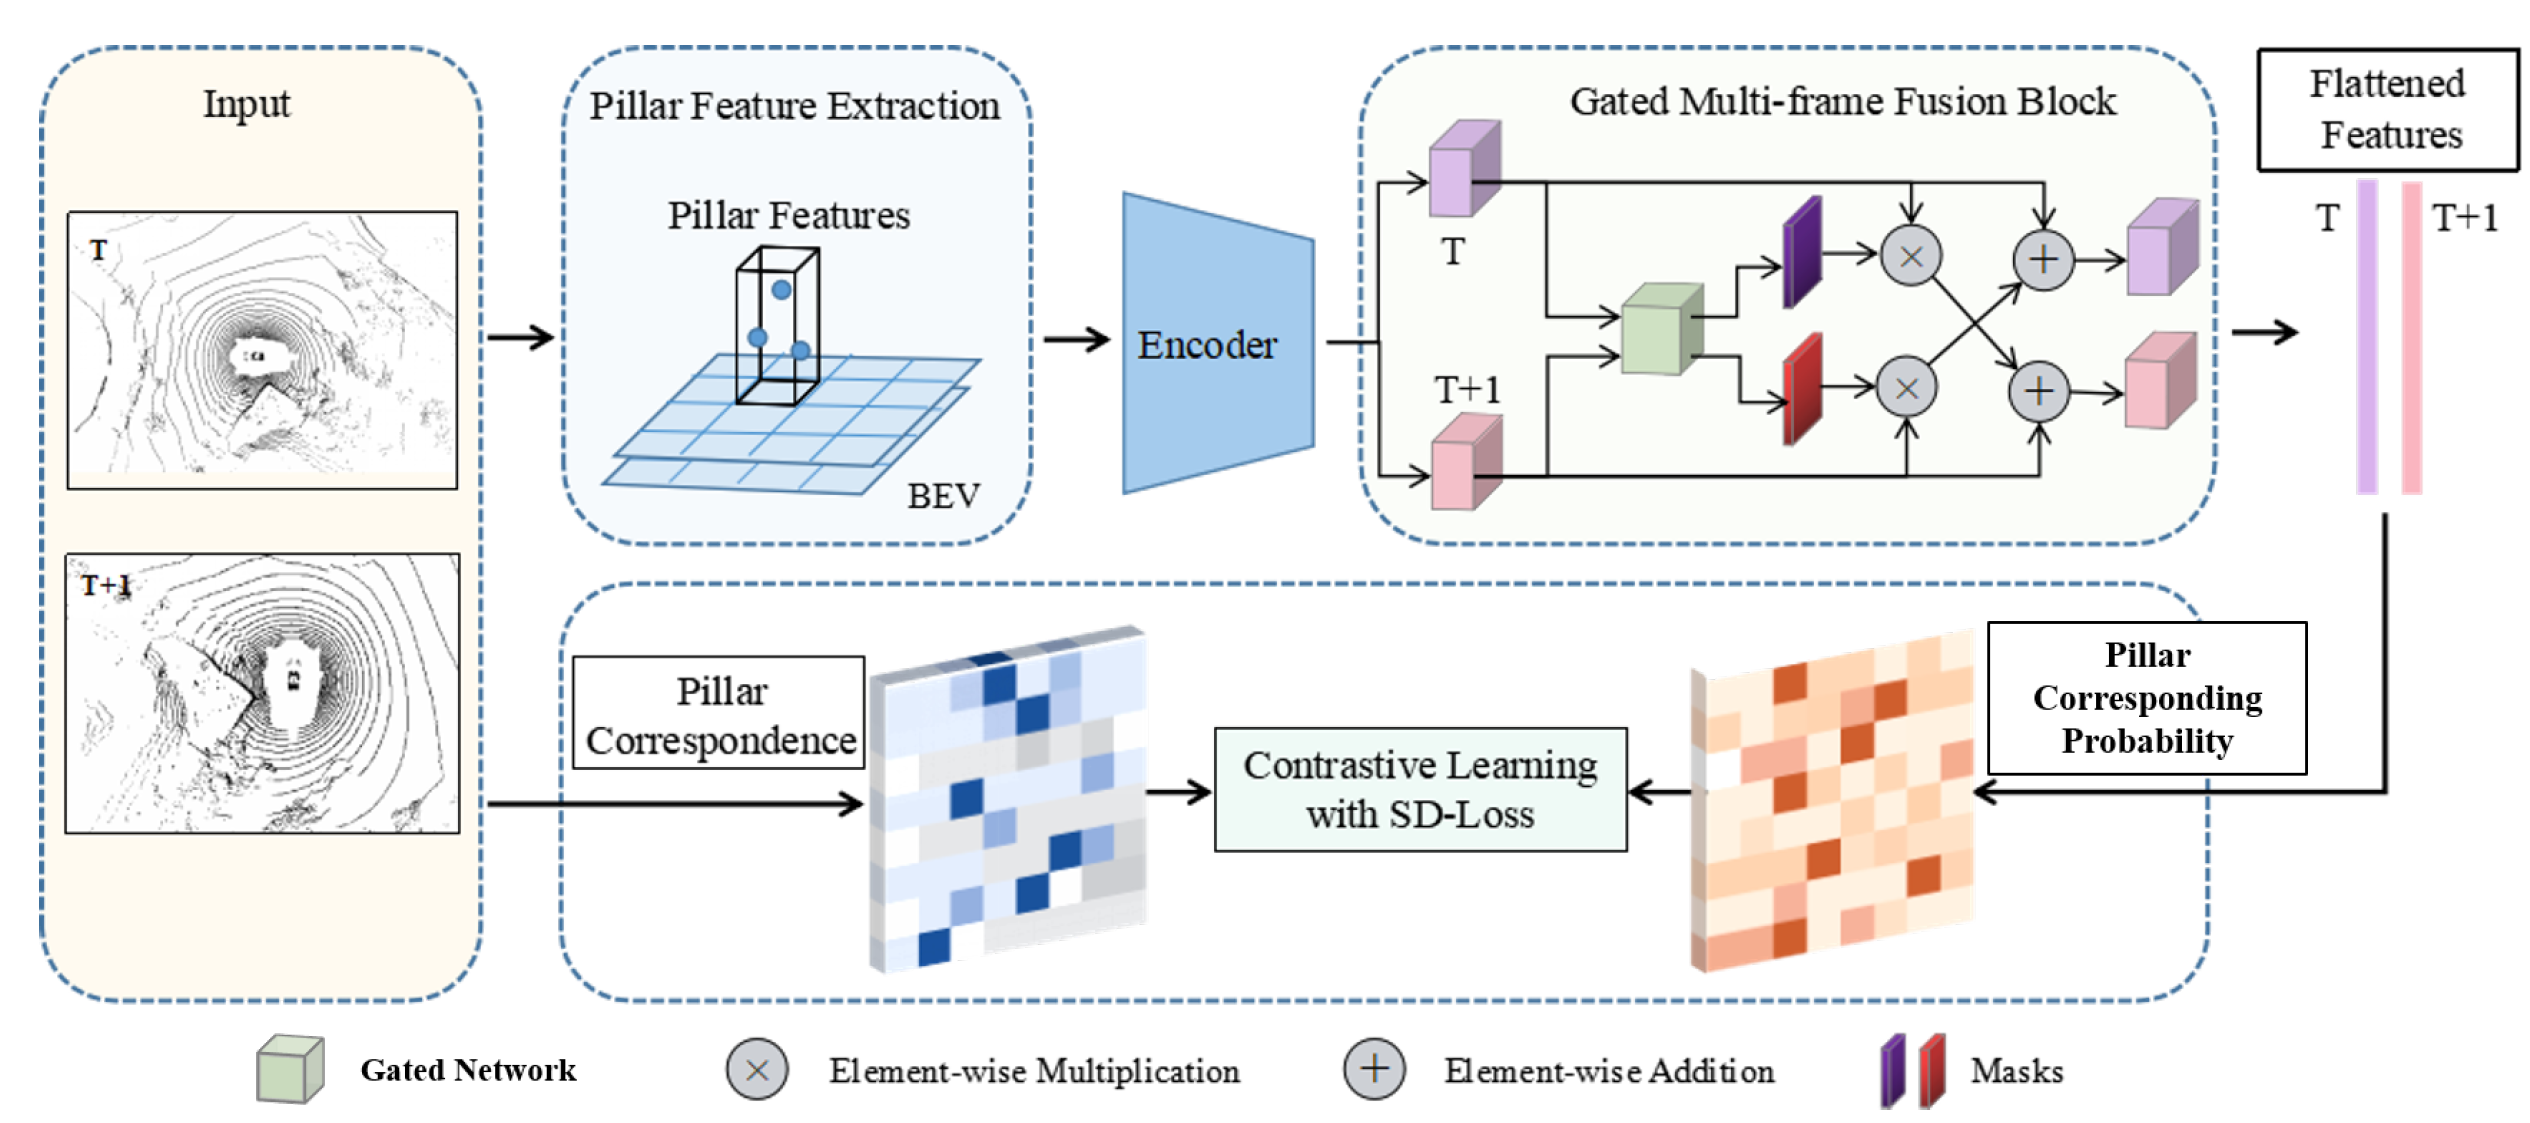 Input
T
T+1
Pillar Feature Extraction
Pillar Features
BEV
Encoder
Gated Multi-frame Fusion Block
T
T+1
×
+
×
+
Flattened
Features
T
T+1
Pillar
Correspondence
Contrastive Learning
with SD-Loss
Pillar
Corresponding
Probability
Gated Network
×
Element-wise Multiplication
+
Element-wise Addition
Masks